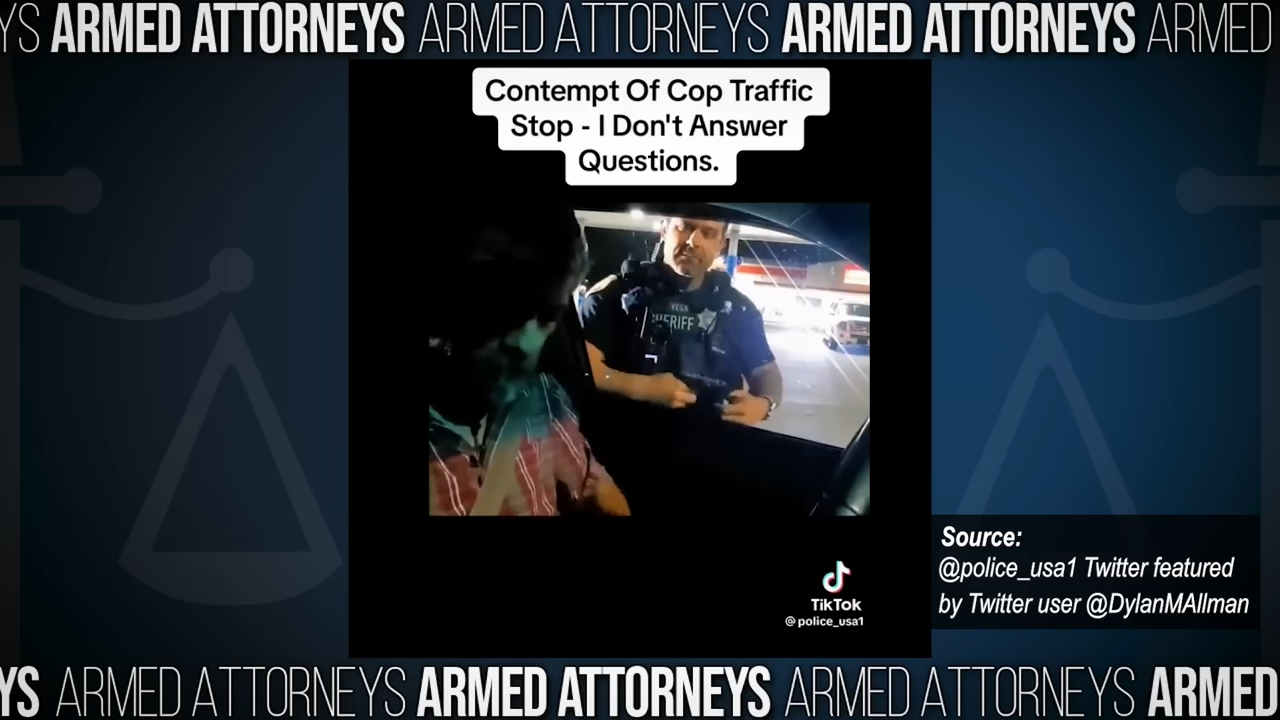 YS ARMED ATTORNEYS ARMED ATTORNEYS ARMED ATTORNEYS ARMED
Contempt Of Cop Traffic
Stop - I Don't Answer
Questions.
VEGA
SHERIFF
TikTok
@police_usa1
Source:
@police_usa1 Twitter featured
by Twitter user @DylanMAllman
YS ARMED ATTORNEYS ARMED ATTORNEYS ARMED ATTORNEYS ARMED